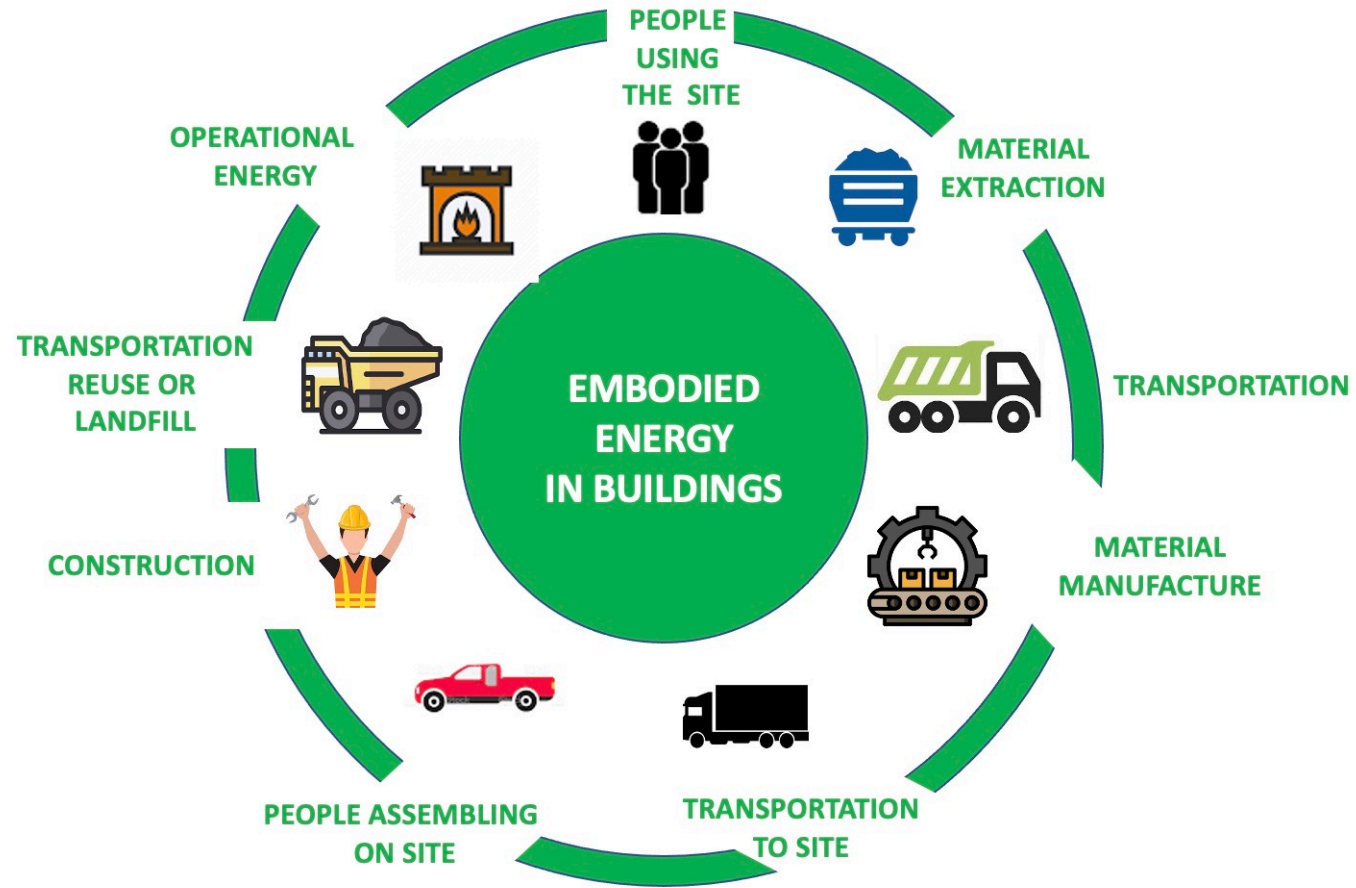 PEOPLE
USING
THE SITE
MATERIAL
EXTRACTION
TRANSPORTATION
MATERIAL
MANUFACTURE
TRANSPORTATION
TO SITE
PEOPLE ASSEMBLING
ON SITE
CONSTRUCTION
TRANSPORTATION
REUSE OR
LANDFILL
OPERATIONAL
ENERGY
EMBODIED
ENERGY
IN BUILDINGS